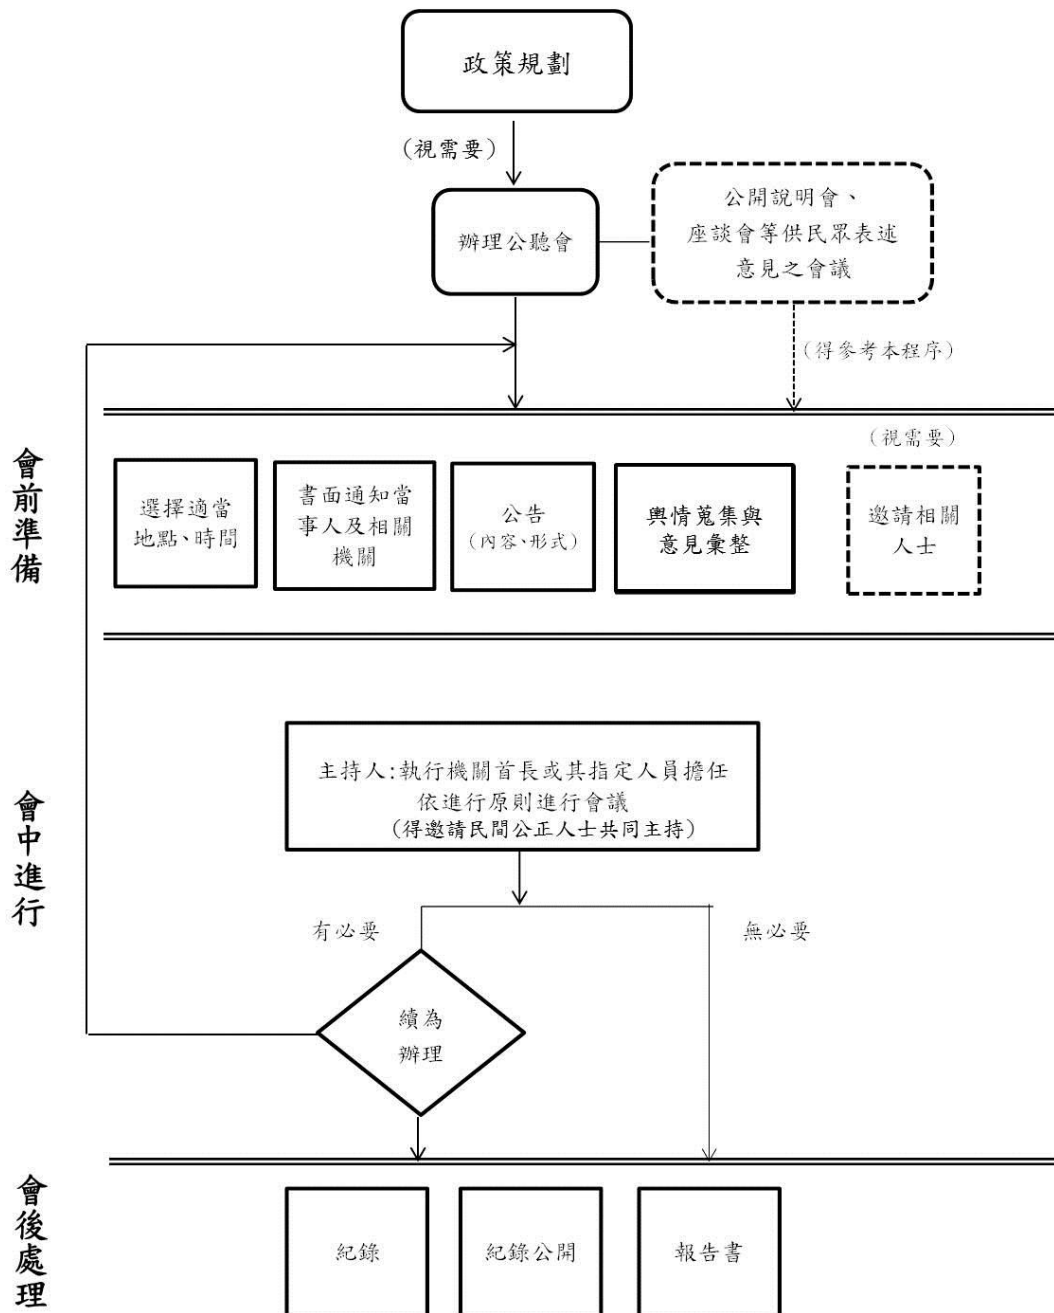 政策規劃
(視需要)
辦理公聽會
公開說明會、
座談會等供民眾表述
意見之會議
(得參考本程序)
會前準備
(視需要)
選擇適當
地點、時間
書面通知當
事人及相關
機關
公告
(內容、形式)
輿情蒐集與
意見彙整
邀請相關
人士
會中進行
主持人:執行機關首長或其指定人員擔任
依進行原則進行會議
(得邀請民間公正人士共同主持)
有必要
無必要
續為
辦理
會後處理
紀錄
紀錄公開
報告書